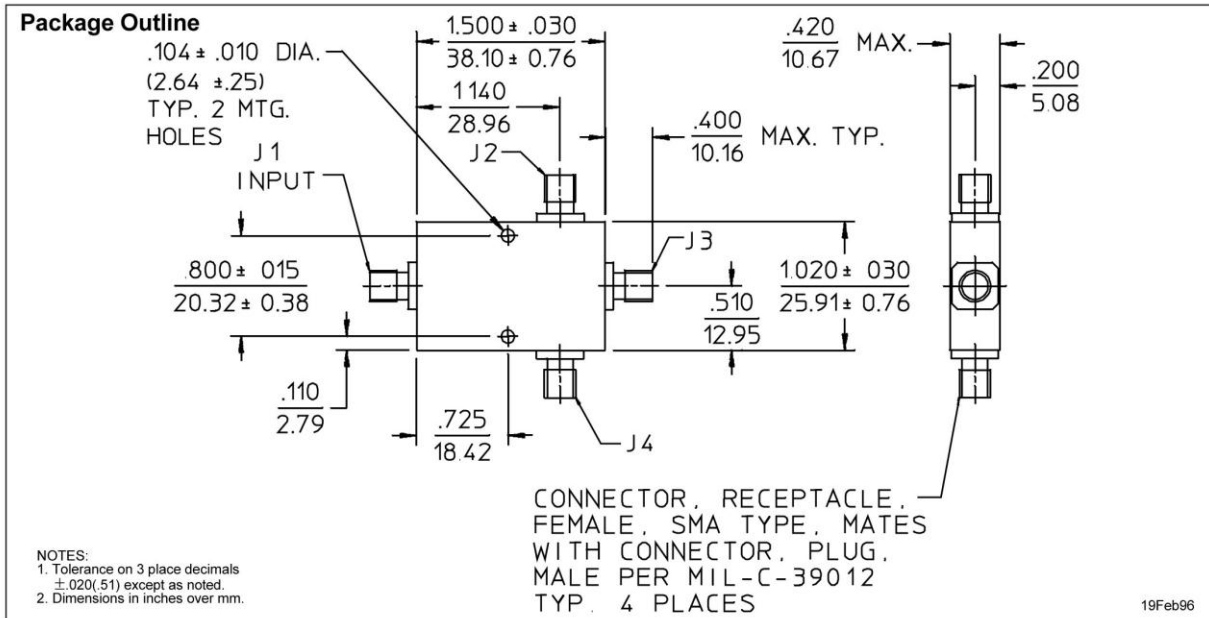 Package Outline
.104 ± .010 DIA.
(2.64 ±.25)
TYP. 2 MTG.
HOLES
J1
INPUT
1.500 ± .030
38.10 ± 0.76
1140
28.96
J2
.400
10.16
MAX. TYP.
.420
10.67
MAX.
.200
5.08
J3
.800 ± 015
20.32 ± 0.38
1.020 ± 030
25.91 ± 0.76
.510
12.95
.110
2.79
.725
18.42
J4
CONNECTOR, RECEPTACLE,
FEMALE, SMA TYPE, MATES
WITH CONNECTOR, PLUG,
MALE PER MIL-C-39012
TYP. 4 PLACES
NOTES:
1. Tolerance on 3 place decimals
±.020(.51) except as noted.
2. Dimensions in inches over mm.
19Feb96